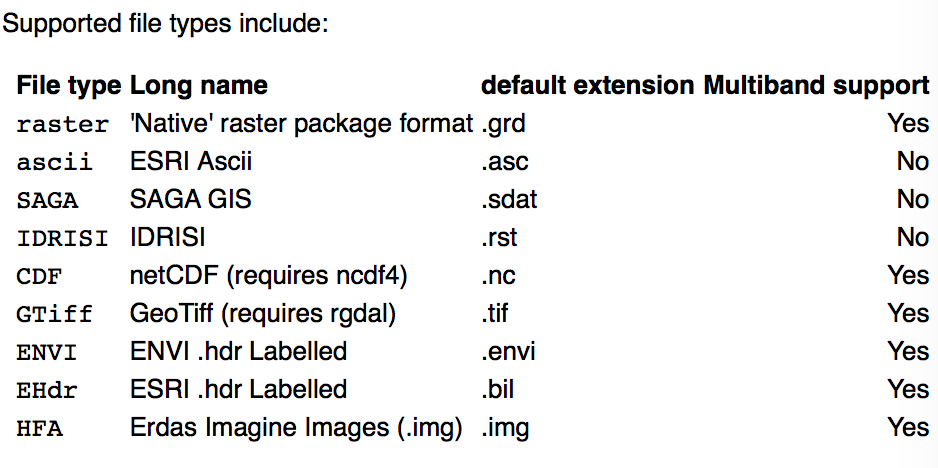 Supported file types include:
File type Long name default extension Multiband support
raster 'Native' raster package format .grd Yes
ascii ESRI Ascii .asc No
SAGA SAGA GIS .sdat No
IDRISI IDRISI .rst No
CDF netCDF (requires ncdf4) .nc Yes
GTiff GeoTiff (requires rgdal) .tif Yes
ENVI ENVI .hdr Labelled .envi Yes
EHdr ESRI .hdr Labelled .bil Yes
HFA Erdas Imagine Images (.img) .img Yes